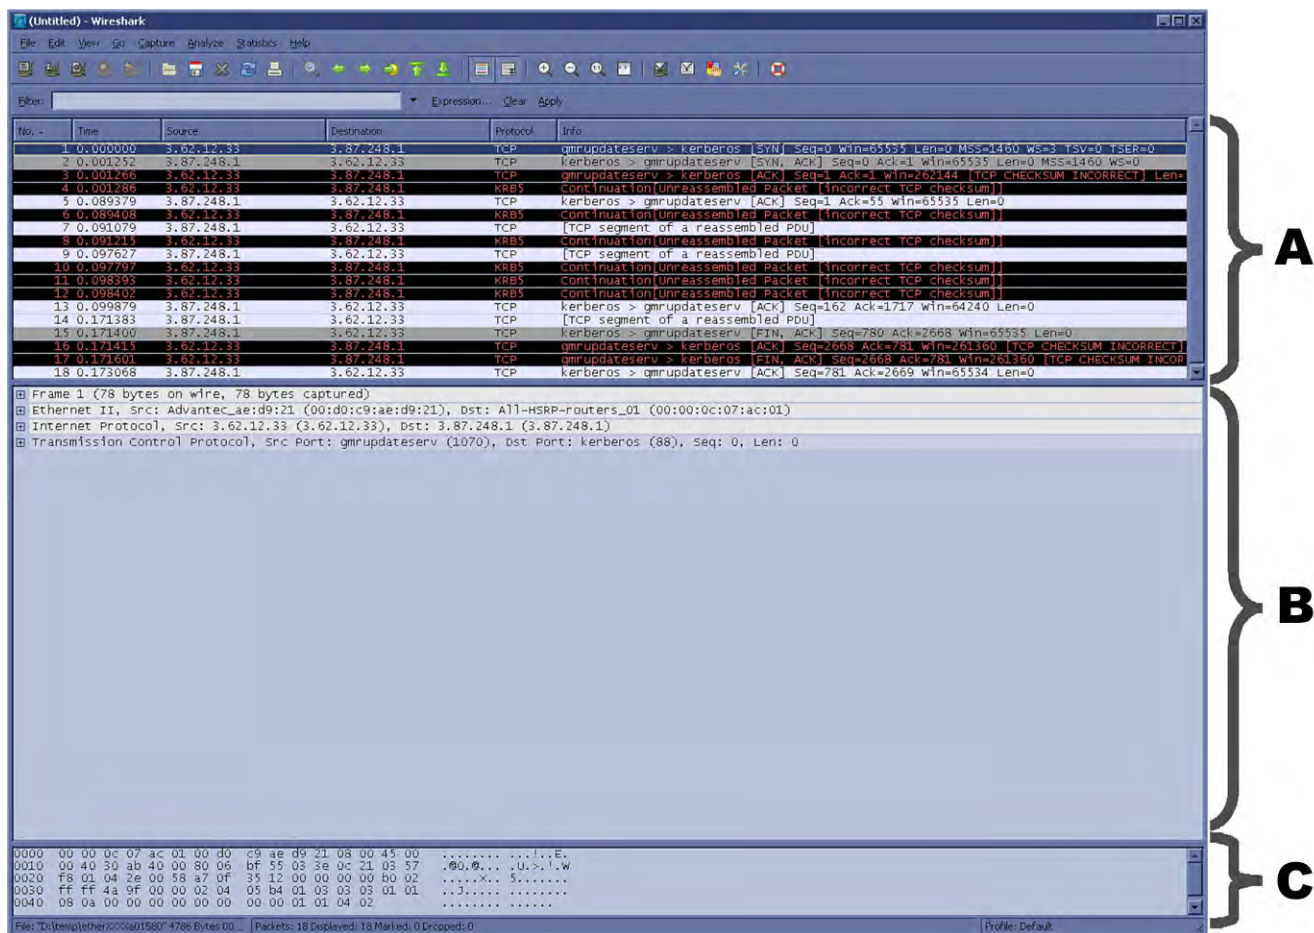 (Untitled) - Wireshark
File Edit View Go Capture Analyze Statistics Help
Filter: Expression... Clear Apply
No. - Time Source Destination Protocol Info
1 0.000000 3.62.12.33 3.87.248.1 TCP gmrupdateserv > kerberos [SYN] Seq=0 Win=65535 Len=0 MSS=1460 WS=3 TSV=0 TSER=0
2 0.001252 3.87.248.1 3.62.12.33 TCP kerberos > gmrupdateserv [SYN, ACK] Seq=0 Ack=1 Win=65535 Len=0 MSS=1460 WS=0
3 0.001266 3.62.12.33 3.87.248.1 TCP gmrupdateserv > kerberos [ACK] Seq=1 Ack=1 Win=262144 [TCP CHECKSUM INCORRECT] Len=
4 0.001286 3.62.12.33 3.87.248.1 KRB5 Continuation[Unreassembled Packet [incorrect TCP checksum]]
5 0.089379 3.87.248.1 3.62.12.33 TCP kerberos > gmrupdateserv [ACK] Seq=1 Ack=55 Win=65535 Len=0
6 0.089408 3.62.12.33 3.87.248.1 KRB5 Continuation[Unreassembled Packet [incorrect TCP checksum]]
7 0.091079 3.87.248.1 3.62.12.33 TCP [TCP segment of a reassembled PDU]
8 0.091215 3.62.12.33 3.87.248.1 KRB5 Continuation[Unreassembled Packet [incorrect TCP checksum]]
9 0.097627 3.87.248.1 3.62.12.33 TCP [TCP segment of a reassembled PDU]
10 0.097797 3.62.12.33 3.87.248.1 KRB5 Continuation[Unreassembled Packet [incorrect TCP checksum]]
11 0.098393 3.62.12.33 3.87.248.1 KRB5 Continuation[Unreassembled Packet [incorrect TCP checksum]]
12 0.098402 3.62.12.33 3.87.248.1 KRB5 Continuation[Unreassembled Packet [incorrect TCP checksum]]
13 0.099879 3.87.248.1 3.62.12.33 TCP kerberos > gmrupdateserv [ACK] Seq=162 Ack=1717 Win=64240 Len=0
14 0.171383 3.87.248.1 3.62.12.33 TCP [TCP segment of a reassembled PDU]
15 0.171400 3.87.248.1 3.62.12.33 TCP kerberos > gmrupdateserv [FIN, ACK] Seq=780 Ack=2668 Win=65535 Len=0
16 0.171415 3.62.12.33 3.87.248.1 TCP gmrupdateserv > kerberos [ACK] Seq=2668 Ack=781 Win=261360 [TCP CHECKSUM INCORRECT]
17 0.171601 3.62.12.33 3.87.248.1 TCP gmrupdateserv > kerberos [FIN, ACK] Seq=2668 Ack=781 Win=261360 [TCP CHECKSUM INCOR
18 0.173068 3.87.248.1 3.62.12.33 TCP kerberos > gmrupdateserv [ACK] Seq=781 Ack=2669 Win=65534 Len=0
A
Frame 1 (78 bytes on wire, 78 bytes captured)
Ethernet II, Src: Advantec_ae:d9:21 (00:d0:c9:ae:d9:21), Dst: All-HSRP-routers_01 (00:00:0c:07:ac:01)
Internet Protocol, Src: 3.62.12.33 (3.62.12.33), Dst: 3.87.248.1 (3.87.248.1)
Transmission Control Protocol, Src Port: gmrupdateserv (1070), Dst Port: kerberos (88), Seq: 0, Len: 0
B
0000 00 00 0c 07 ac 01 00 d0 c9 ae d9 21 08 00 45 00 ........ ...!..E.
0010 00 40 30 ab 40 00 80 06 bf 55 03 3e 0c 21 03 57 .@0.@... .U.>.!.W
0020 f8 01 04 2e 00 58 a7 0f 35 12 00 00 00 00 b0 02 .....X.. 5.......
0030 ff ff 4a 9f 00 00 02 04 05 b4 01 03 03 03 01 01 ..J..... ........
0040 08 0a 00 00 00 00 00 00 00 00 01 01 04 02 ........ ......
C
File: "D:\temp\etherXXXXa01580" 4786 Bytes 00... Packets: 18 Displayed: 18 Marked: 0 Dropped: 0 Profile: Default